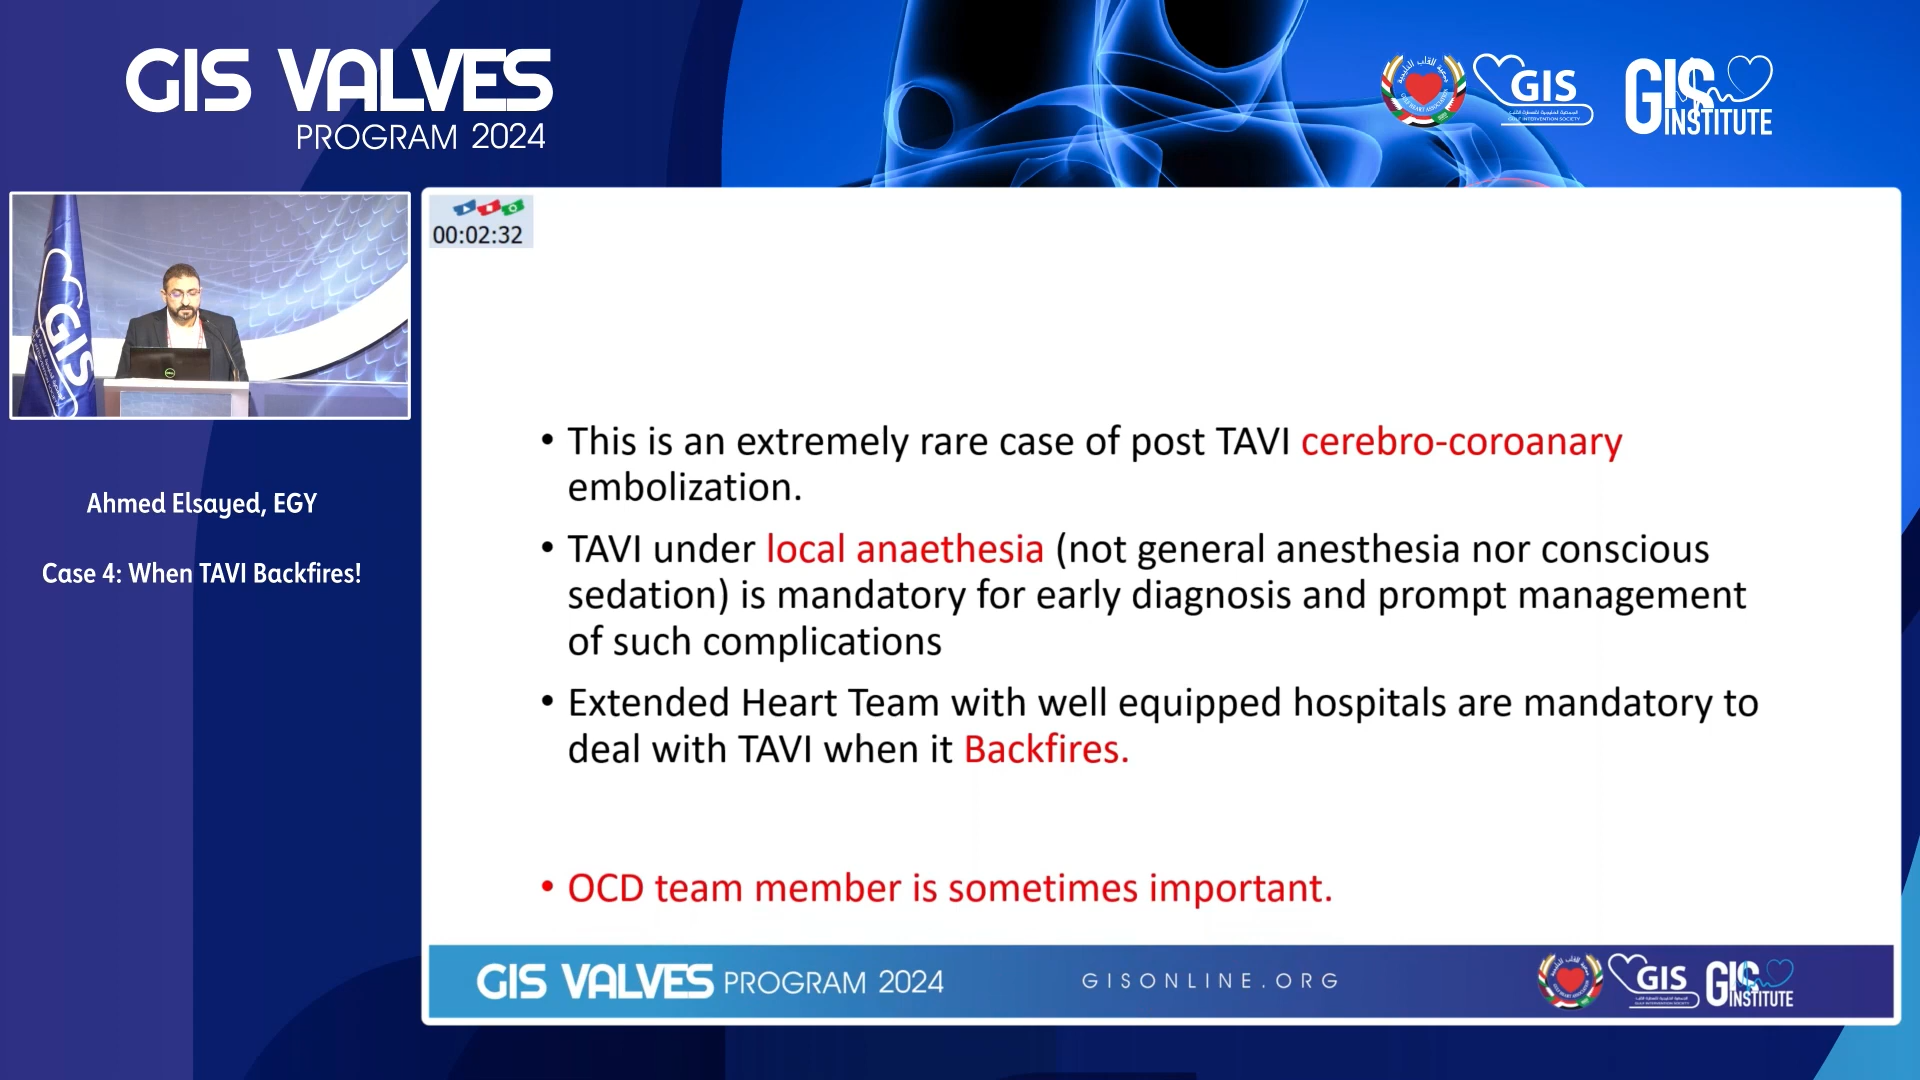 GIS VALVES
PROGRAM 2024
GIS
GIS
INSTITUTE
00:02:32
GIS
Ahmed Elsayed, EGY
Case 4: When TAVI Backfires!
• This is an extremely rare case of post TAVI cerebro-coroanary
embolization.
• TAVI under local anaethesia (not general anesthesia nor conscious
sedation) is mandatory for early diagnosis and prompt management
of such complications
• Extended Heart Team with well equipped hospitals are mandatory to
deal with TAVI when it Backfires.
• OCD team member is sometimes important.
GIS VALVES PROGRAM 2024
GISONLINE.ORG
GIS
GIS
INSTITUTE